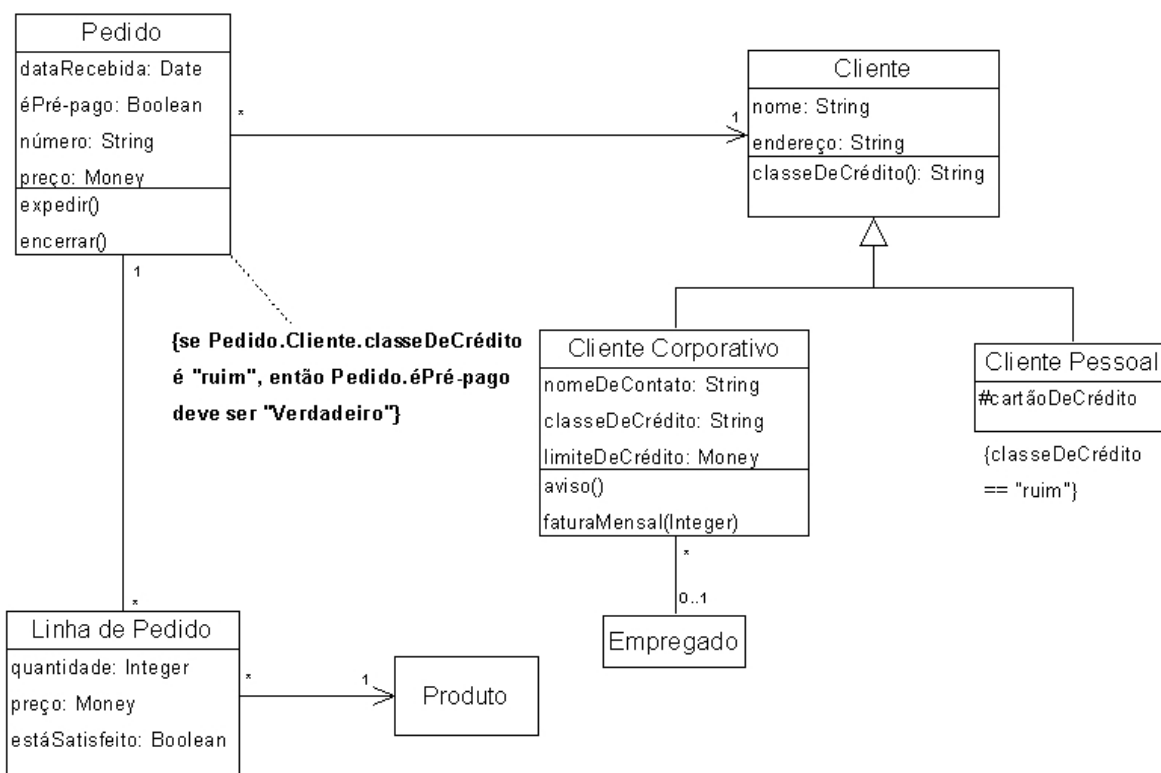 Pedido
dataRecebida: Date
éPré-pago: Boolean
número: String
preço: Money
expedir()
encerrar()
*
1
Cliente
nome: String
endereço: String
classeDeCrédito(): String
1
{se Pedido.Cliente.classeDeCrédito
é "ruim", então Pedido.éPré-pago
deve ser "Verdadeiro"}
Cliente Corporativo
nomeDeContato: String
classeDeCrédito: String
limiteDeCrédito: Money
aviso()
faturaMensal(Integer)
Cliente Pessoal
#cartãoDeCrédito
{classeDeCrédito
== "ruim"}
*
0..1
Empregado
*
Linha de Pedido
quantidade: Integer
preço: Money
estáSatisfeito: Boolean
*
1
Produto